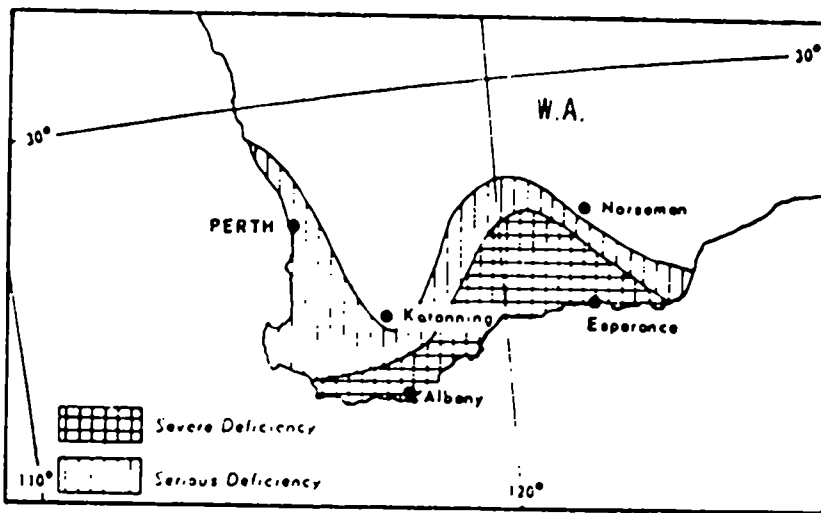 30°
W.A.
30°
Norseman
PERTH
Katanning
Esperance
Albany
Severe Deficiency
Serious Deficiency
110°
120°